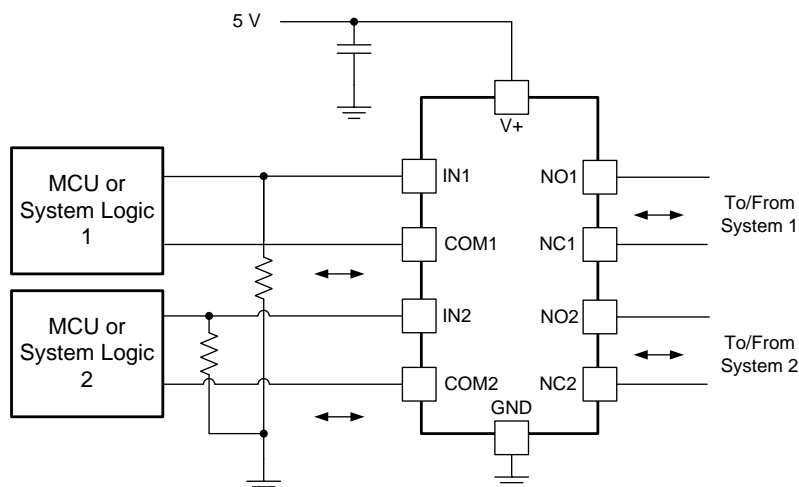 5 V
V+
MCU or
System Logic
1
IN1
NO1
To/From
System 1
COM1
NC1
MCU or
System Logic
2
IN2
NO2
To/From
System 2
COM2
NC2
GND